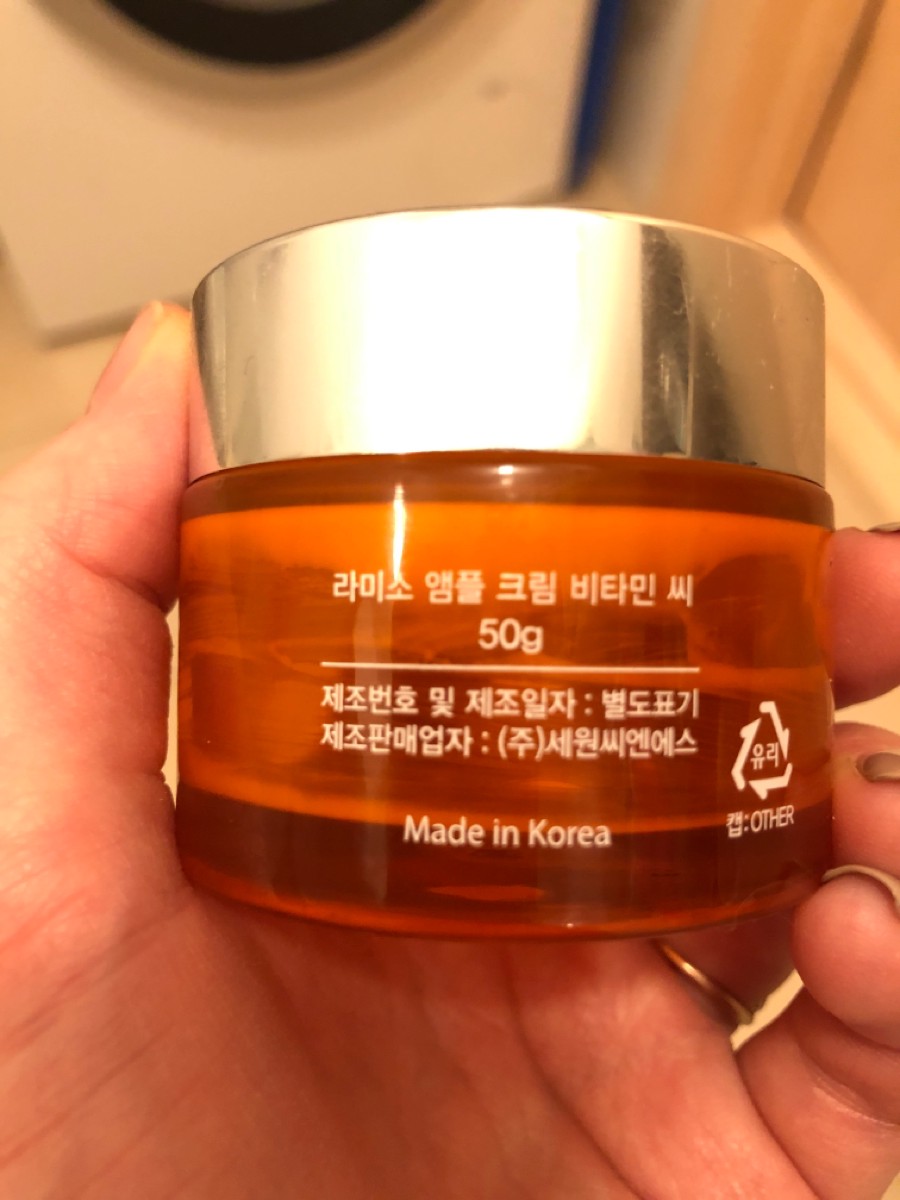 라미소 앰플 크림 비타민 씨
50g
제조번호 및 제조일자 : 별도표기
제조판매업자 : (주)세원씨엔에스
Made in Korea
유리
캡:OTHER